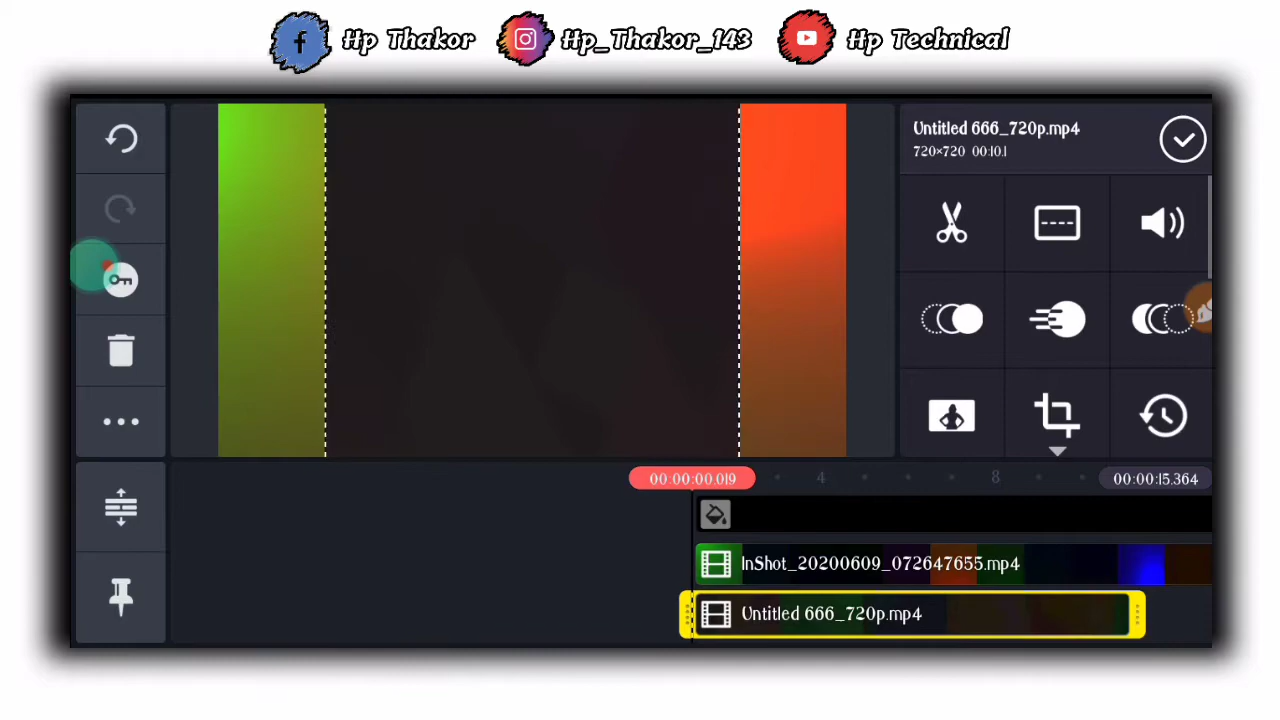 Hp Thakor Hp_Thakor_143 Hp Technical
Untitled 666_720p.mp4
720×720 00:10.1
00:00:00.019 4 8 00:00:15.364
InShot_20200609_072647655.mp4
Untitled 666_720p.mp4